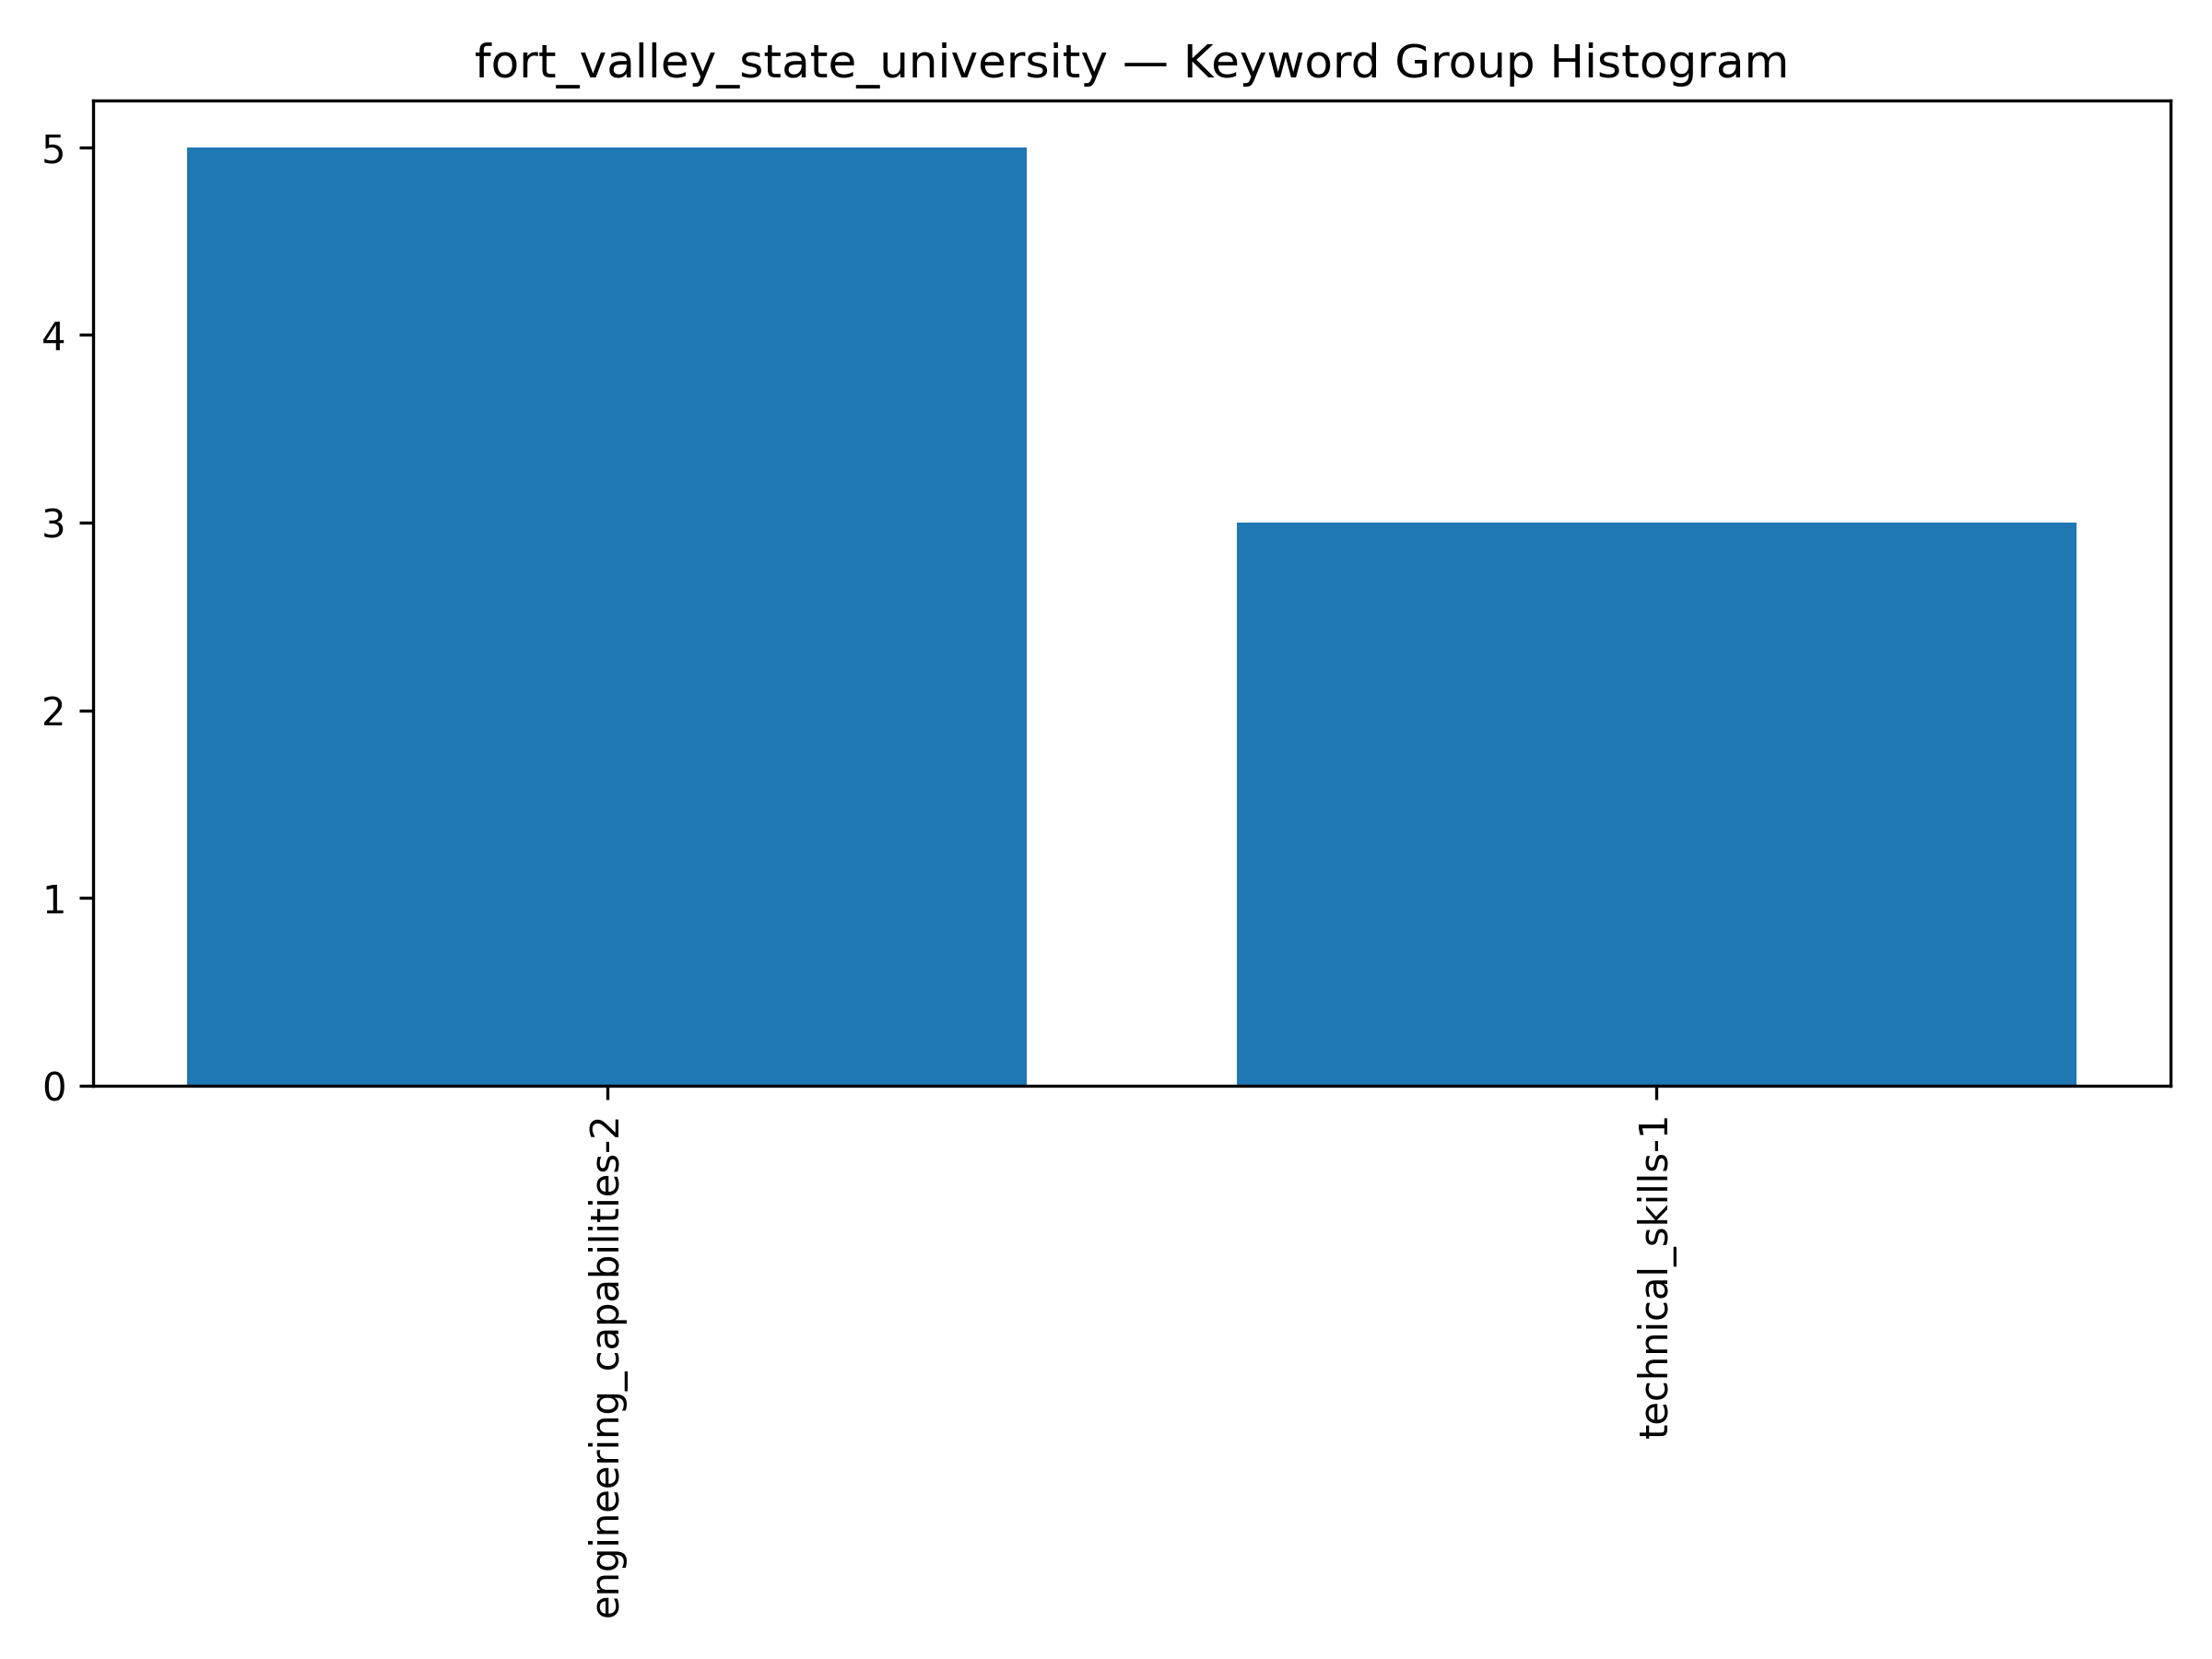 fort_valley_state_university — Keyword Group Histogram
5
4
3
2
1
0
engineering_capabilities-2
technical_skills-1